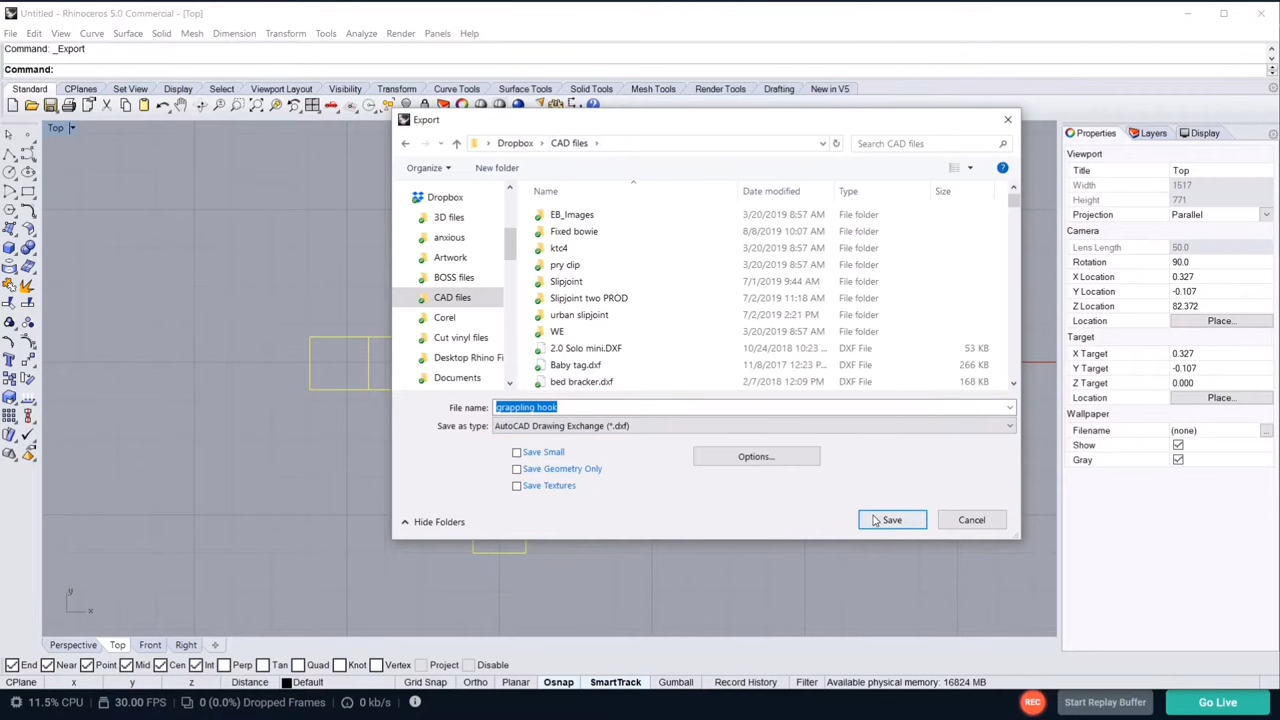 Untitled - Rhinoceros 5.0 Commercial - [Top]
File Edit View Curve Surface Solid Mesh Dimension Transform Tools Analyze Render Panels Help
Command: _Export
Command:
Standard CPlanes Set View Display Select Viewport Layout Visibility Transform Curve Tools Surface Tools Solid Tools Mesh Tools Render Tools Drafting New in V5
Top
Export
Dropbox > CAD files >
Search CAD files
Organize New folder
Name Date modified Type Size
Dropbox
3D files
anxious
Artwork
BOSS files
CAD files
Corel
Cut vinyl files
Desktop Rhino Fi
Documents
EB_Images 3/20/2019 8:57 AM File folder
Fixed bowie 8/8/2019 10:07 AM File folder
ktc4 3/20/2019 8:57 AM File folder
pry clip 3/20/2019 8:57 AM File folder
Slipjoint 7/1/2019 9:44 AM File folder
Slipjoint two PROD 7/2/2019 11:18 AM File folder
urban slipjoint 7/2/2019 2:21 PM File folder
WE 3/20/2019 8:57 AM File folder
2.0 Solo mini.DXF 10/24/2018 10:23 ... DXF File 53 KB
Baby tag.dxf 11/8/2017 12:23 P... DXF File 266 KB
bed bracker.dxf 2/7/2018 12:09 PM DXF File 168 KB
File name: grappling hook
Save as type: AutoCAD Drawing Exchange (*.dxf)
Save Small
Save Geometry Only
Save Textures
Options...
Hide Folders
Save Cancel
Properties Layers Display
Viewport
Title Top
Width 1517
Height 771
Projection Parallel
Camera
Lens Length 50.0
Rotation 90.0
X Location 0.327
Y Location -0.107
Z Location 82.372
Location Place...
Target
X Target 0.327
Y Target -0.107
Z Target 0.000
Location Place...
Wallpaper
Filename (none) ...
Show
Gray
y
x
Perspective Top Front Right
End Near Point Mid Cen Int Perp Tan Quad Knot Vertex Project Disable
CPlane x y z Distance Default Grid Snap Ortho Planar Osnap SmartTrack Gumball Record History Filter Available physical memory: 16824 MB
11.5% CPU 30.00 FPS 0 (0.0%) Dropped Frames 0 kb/s REC Start Replay Buffer Go Live